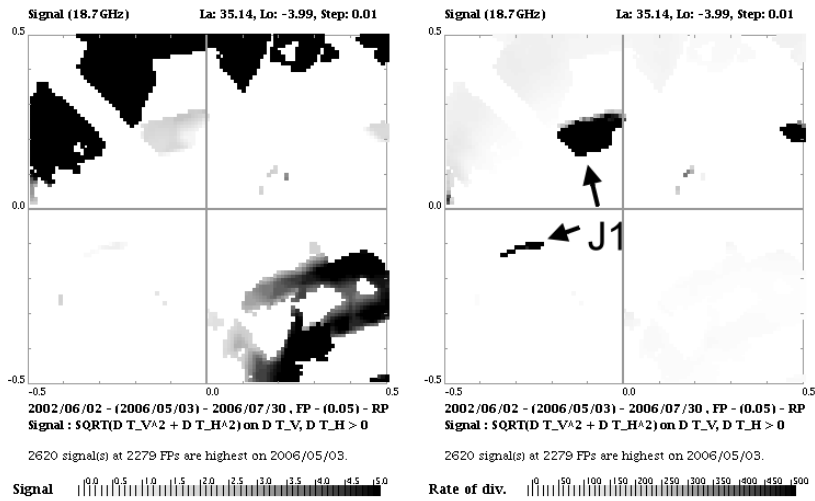 Signal (18.7GHz) La: 35.14, Lo: -3.99, Step: 0.01
0.5
0.0
-0.5
-0.5 0.0 0.5
2002/06/02 - (2006/05/03) - 2006/07/30 , FP - (0.05) - RP
Signal : SQRT(D T_V^2 + D T_H^2) on D T_V, D T_H > 0
2620 signal(s) at 2279 FPs are highest on 2006/05/03.
Signal 0.0 0.5 1.0 1.5 2.0 2.5 3.0 3.5 4.0 4.5 5.0
Signal (18.7GHz) La: 35.14, Lo: -3.99, Step: 0.01
0.5
0.0
J1
-0.5
-0.5 0.0 0.5
2002/06/02 - (2006/05/03) - 2006/07/30 , FP - (0.05) - RP
Signal : SQRT(D T_V^2 + D T_H^2) on D T_V, D T_H > 0
2620 signal(s) at 2279 FPs are highest on 2006/05/03.
Rate of div. 0 50 100 150 200 250 300 350 400 450 500